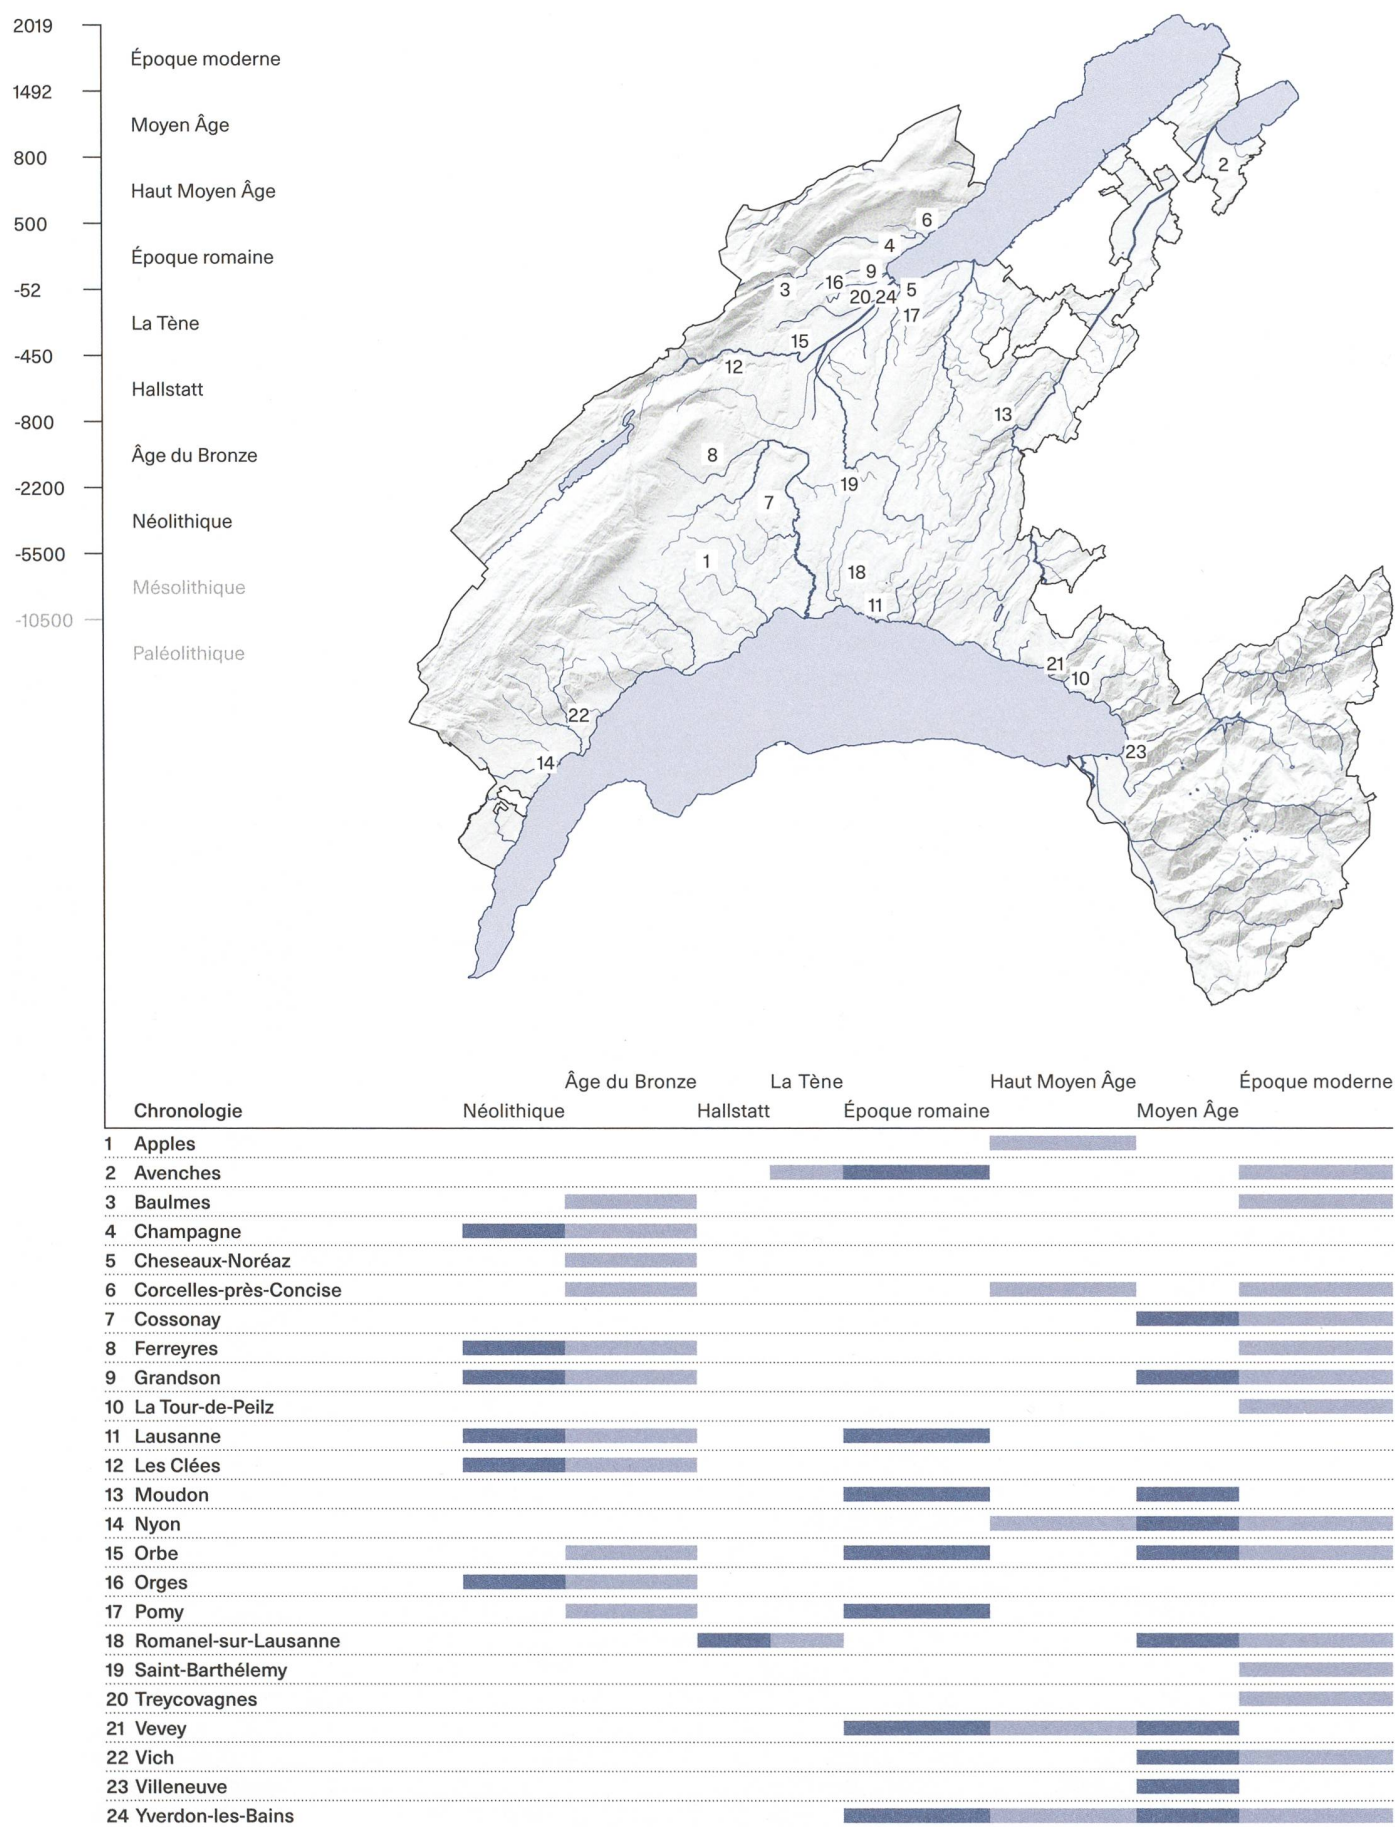 2019
Époque moderne
1492
Moyen Âge
800
Haut Moyen Âge
500
Époque romaine
-52
La Tène
-450
Hallstatt
-800
Âge du Bronze
-2200
Néolithique
-5500
Mésolithique
-10500
Paléolithique
2
6
4
9
16
3
20 24
5
17
15
12
13
8
19
7
1
18
11
21
10
22
23
14
Âge du Bronze La Tène Haut Moyen Âge Époque moderne
Chronologie Néolithique Hallstatt Époque romaine Moyen Âge
1 Apples
2 Avenches
3 Baulmes
4 Champagne
5 Cheseaux-Noréaz
6 Corcelles-près-Concise
7 Cossonay
8 Ferreyres
9 Grandson
10 La Tour-de-Peilz
11 Lausanne
12 Les Clées
13 Moudon
14 Nyon
15 Orbe
16 Orges
17 Pomy
18 Romanel-sur-Lausanne
19 Saint-Barthélemy
20 Treycovagnes
21 Vevey
22 Vich
23 Villeneuve
24 Yverdon-les-Bains